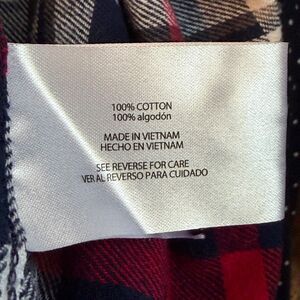 100% COTTON
100% algodón
MADE IN VIETNAM
HECHO EN VIETNAM
SEE REVERSE FOR CARE
VER AL REVERSO PARA CUIDADO